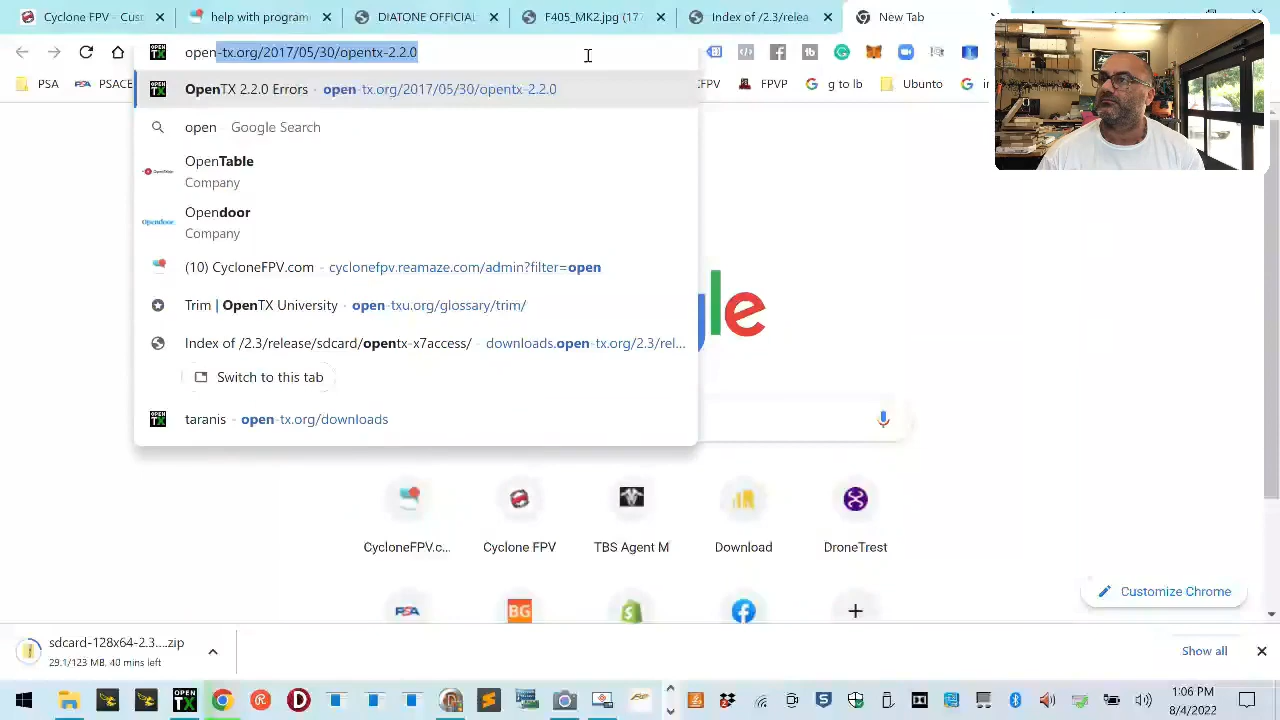 Cyclone FPV - C
help with program
DIATONE OFFICIAL
F405_MK2.jpg (17
Index of /2.3/relea
New Tab
open-tx.org/2017/05/30/opentx-2.2.0
PSA
PSACE
FPV
PVP
g to lb
Ubunto
OpenTX 2.2.0 Errors - open-tx.org/2017/05/30/opentx-2.2.0
open Google Search
OpenTable
Company
Opendoor
Company
(10) CycloneFPV.com - cyclonefpv.reamaze.com/admin?filter=open
Trim | OpenTX University - open-txu.org/glossary/trim/
Index of /2.3/release/sdcard/opentx-x7access/ - downloads.open-tx.org/2.3/rel...
Switch to this tab
taranis - open-tx.org/downloads
le
CycloneFPV.c...
Cyclone FPV
TBS Agent M
Download
DroneTrest
PSA
BG
Customize Chrome
sdcard-128x64-2.3....zip
29.1/123 MB, 40 mins left
Show all
OPEN
TX
1:06 PM
8/4/2022